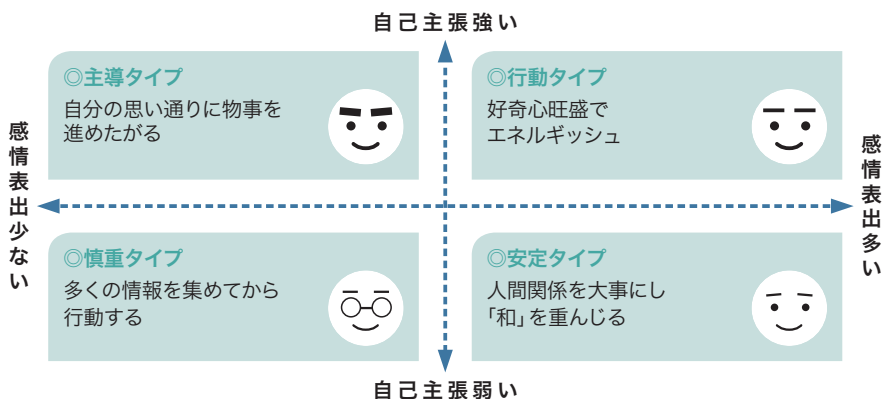 自己主張強い
◎主導タイプ
自分の思い通りに物事を
進めたがる
◎行動タイプ
好奇心旺盛で
エネルギッシュ
感情表出少ない
感情表出多い
◎慎重タイプ
多くの情報を集めてから
行動する
◎安定タイプ
人間関係を大事にし
「和」を重んじる
自己主張弱い